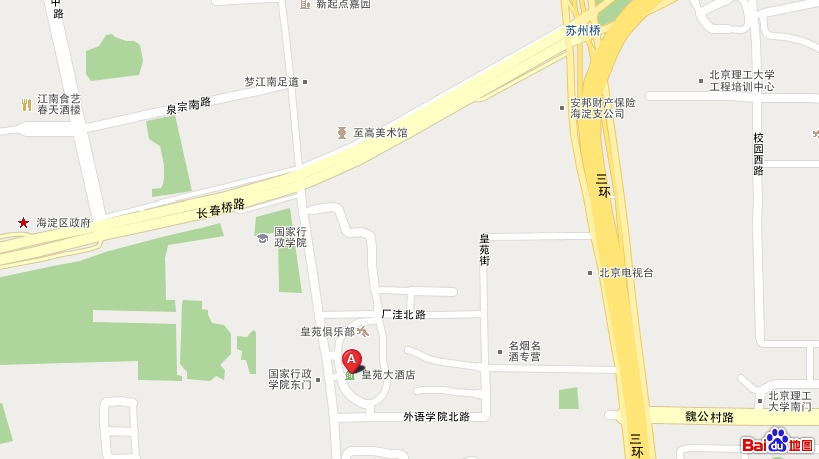 中路
新起点嘉园
苏州桥
梦江南足道
北京理工大学
工程培训中心
江南食艺
春天酒楼
泉宗南路
安邦财产保险
海淀支公司
至高美术馆
校园西路
三环
长春桥路
海淀区政府
国家行
政学院
皇苑街
北京电视台
厂洼北路
皇苑俱乐部
名烟名
酒专营
A
皇苑大酒店
国家行政
学院东门
外语学院北路
魏公村路
北京理工
大学南门
三环
Bai du 地图